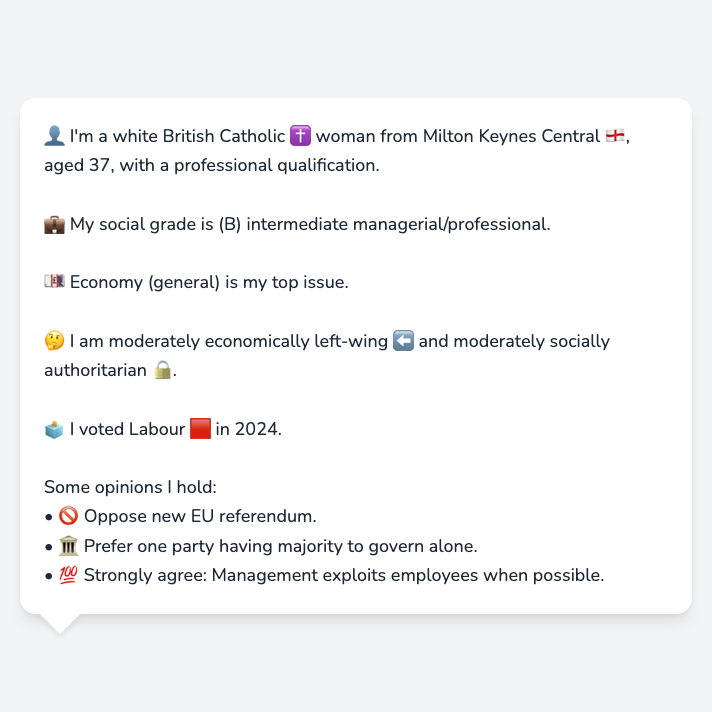 👤 I'm a white British Catholic ✝️ woman from Milton Keynes Central 🏴󠁧󠁢󠁥󠁮󠁧󠁿,
aged 37, with a professional qualification.
💼 My social grade is (B) intermediate managerial/professional.
💷 Economy (general) is my top issue.
🤔 I am moderately economically left-wing ⬅️ and moderately socially
authoritarian 🔒.
🗳️ I voted Labour 🟥 in 2024.
Some opinions I hold:
• 🚫 Oppose new EU referendum.
• 🏛️ Prefer one party having majority to govern alone.
• 💯 Strongly agree: Management exploits employees when possible.